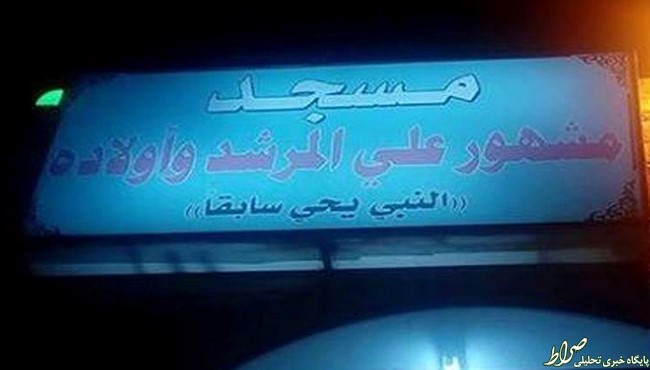 مسجد
مشهور علي المرشد وأولاده
((النبي يحي سابقا))
صراط
پایگاه خبری تحلیلی